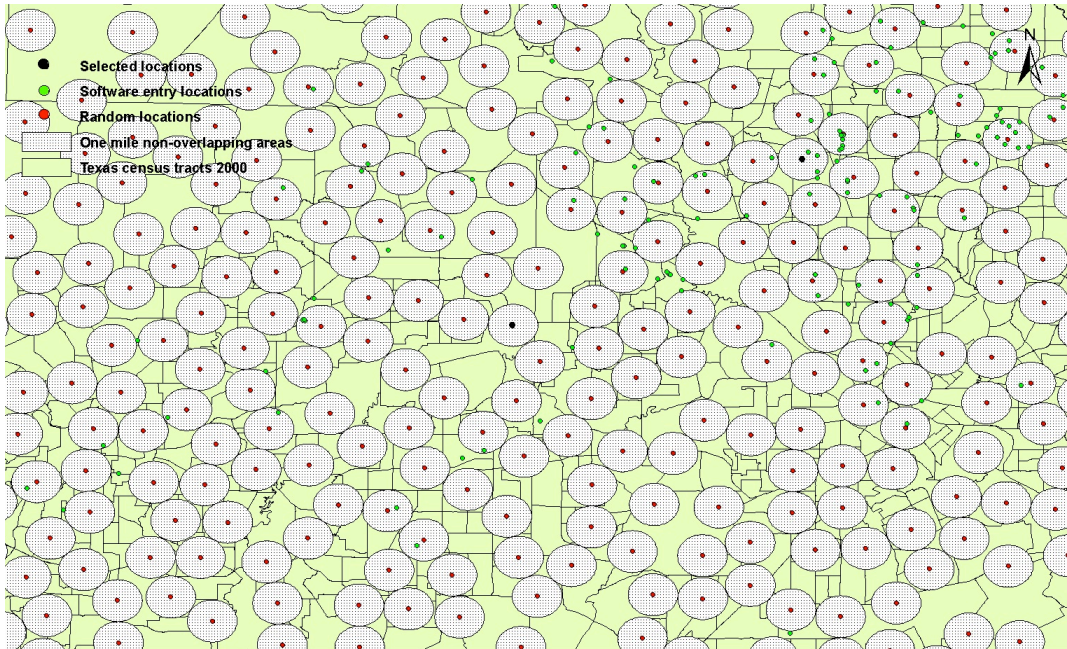 N
Selected locations
Software entry locations
Random locations
One mile non-overlapping areas
Texas census tracts 2000